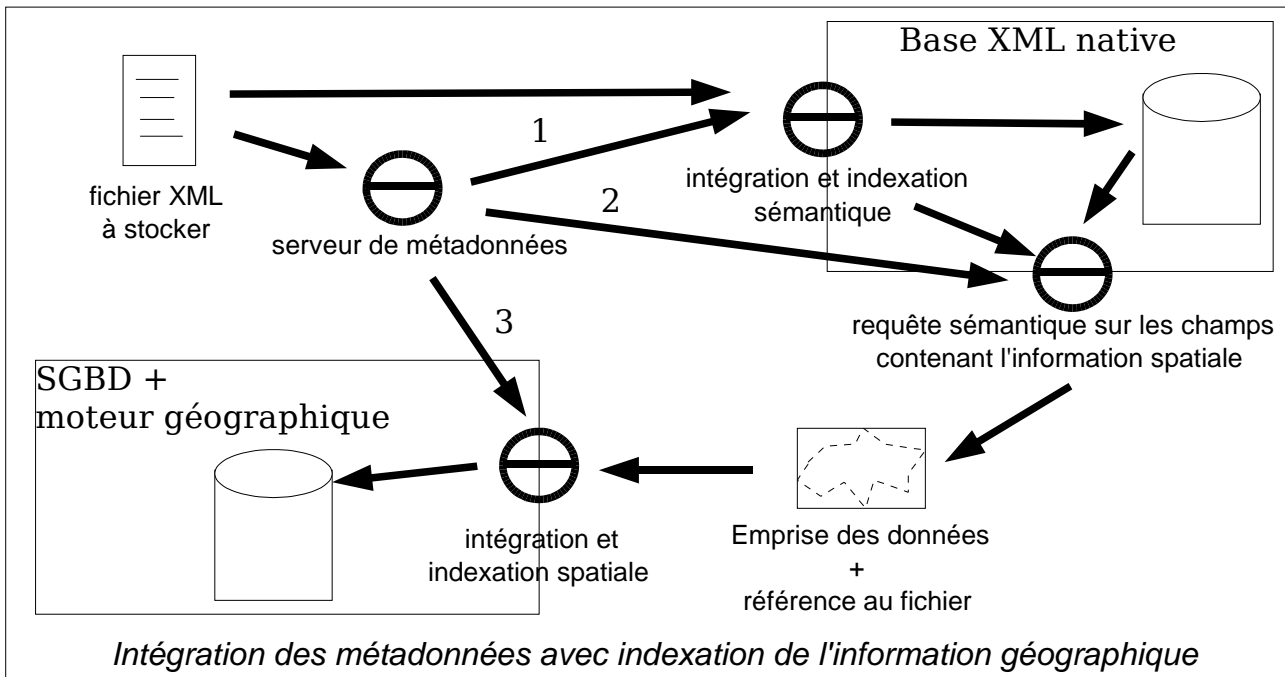 Base XML native
1
fichier XML
à stocker
intégration et indexation
sémantique
2
serveur de métadonnées
3
requête sémantique sur les champs
contenant l'information spatiale
SGBD +
moteur géographique
intégration et
indexation spatiale
Emprise des données
+
référence au fichier
Intégration des métadonnées avec indexation de l'information géographique